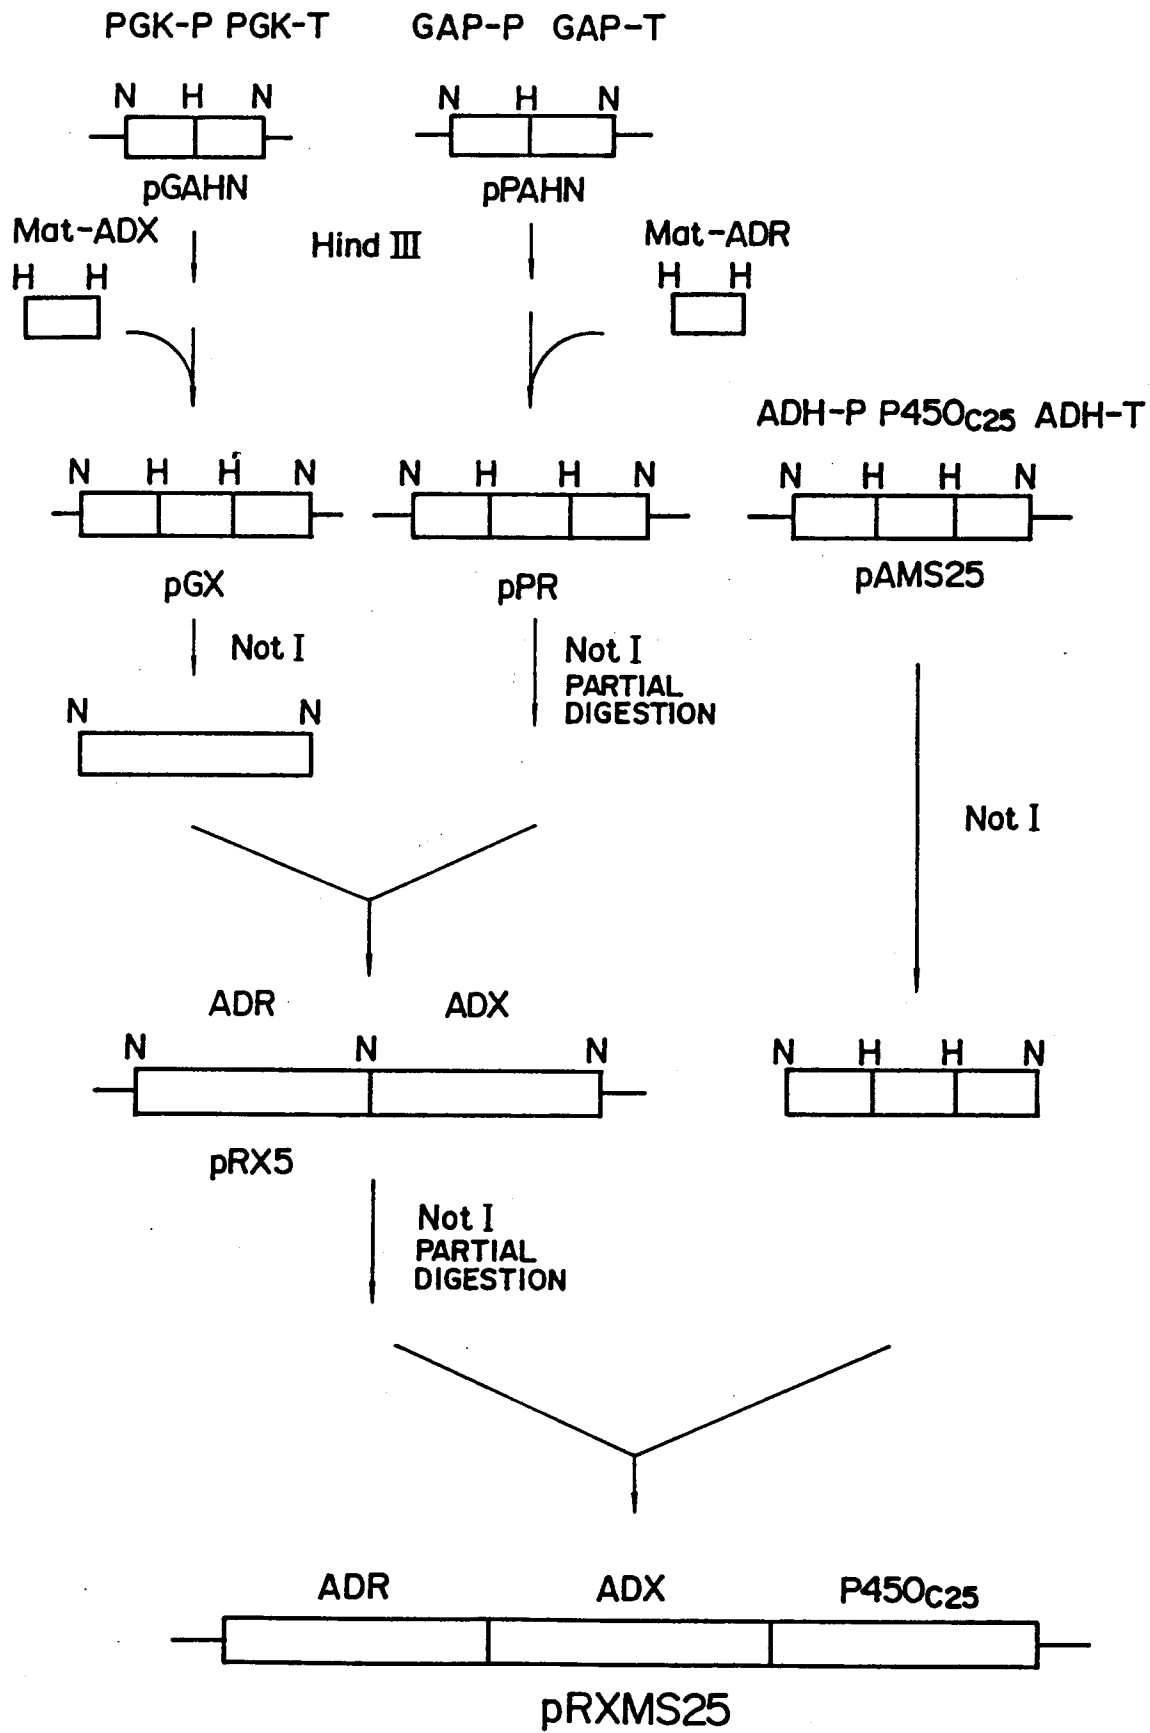 PGK-P PGK-T
GAP-P GAP-T
N H N
N H N
pGAHN
pPAHN
Mat-ADX
Hind III
Mat-ADR
H H
H H
ADH-P P450C25 ADH-T
N H H N
N H H N
N H H N
pGX
pPR
pAMS25
Not I
Not I
PARTIAL
DIGESTION
N N
Not I
ADR ADX
N N N
N H H N
pRX5
Not I
PARTIAL
DIGESTION
ADR ADX P450C25
pRXMS25